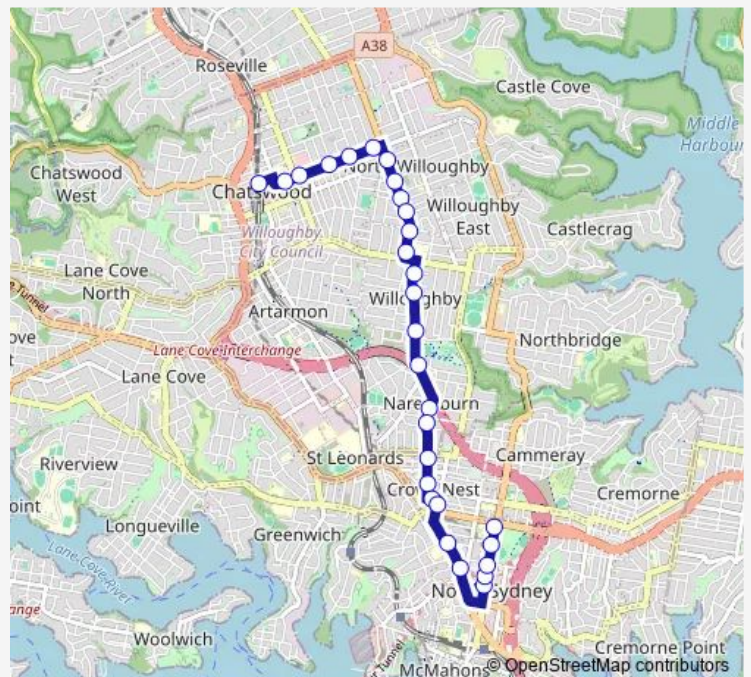 A38
Roseville
Castle Cove
Middle
Harbour
Chatswood
West
North Willoughby
Chatswood
Willoughby
East
Castlecrag
Willoughby
City Council
Lane Cove
North
Willoughby
Artarmon
Tunnel
Northbridge
Lane Cove Interchange
Lane Cove
Naremburn
St Leonards
Cammeray
Riverview
Crows Nest
Cremorne
Longueville
Greenwich
Lane Cove River
North Sydney
Woolwich
Cremorne Point
McMahons
© OpenStreetMap contributors